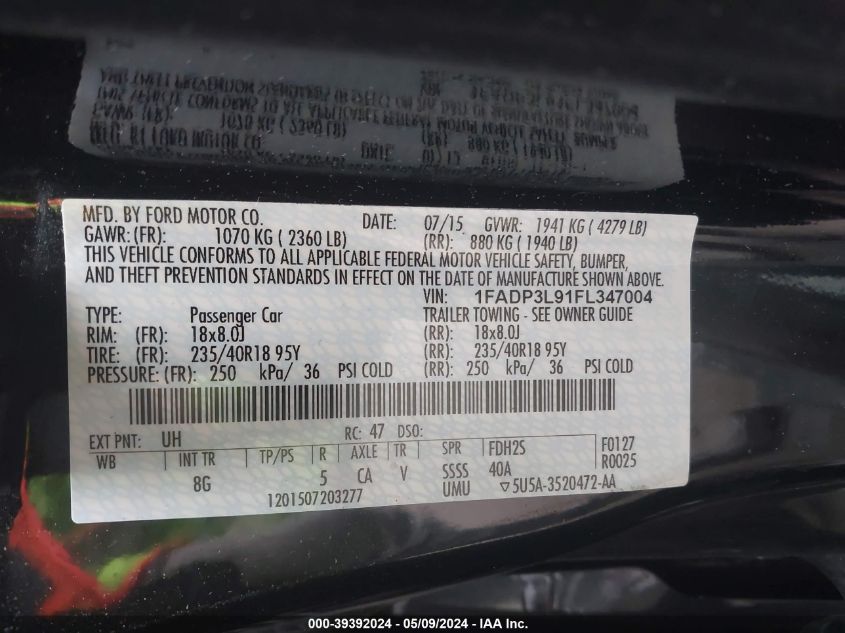 MFD. BY FORD MOTOR CO. DATE: 07/15 GVWR: 1941 KG ( 4279 LB)
GAWR: (FR): 1070 KG ( 2360 LB) (RR): 880 KG ( 1940 LB)
THIS VEHICLE CONFORMS TO ALL APPLICABLE FEDERAL MOTOR VEHICLE SAFETY, BUMPER,
AND THEFT PREVENTION STANDARDS IN EFFECT ON THE DATE OF MANUFACTURE SHOWN ABOVE.
VIN: 1FADP3L91FL347004
TYPE: Passenger Car TRAILER TOWING - SEE OWNER GUIDE
RIM: (FR): 18x8.0J (RR): 18x8.0J
TIRE: (FR): 235/40R18 95Y (RR): 235/40R18 95Y
PRESSURE: (FR): 250 kPa/ 36 PSI COLD (RR): 250 kPa/ 36 PSI COLD
EXT PNT: UH RC: 47 DSO:
WB INT TR TP/PS R AXLE TR SPR FDH2S F0127
8G 5 CA V SSSS 40A R0025
1201507203277 UMU ▽5U5A-3520472-AA
000-39392024 - 05/09/2024 - IAA Inc.